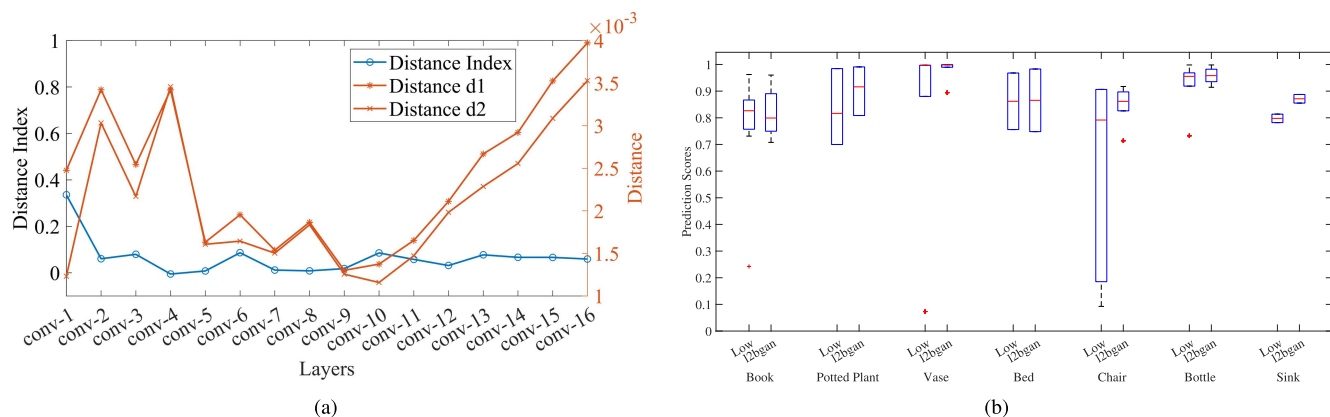 ×10⁻³
1
0.8
0.6
0.4
0.2
0
Distance Index
Distance Index
Distance d1
Distance d2
4
3.5
3
2.5
2
1.5
1
Distance
conv-1
conv-2
conv-3
conv-4
conv-5
conv-6
conv-7
conv-8
conv-9
conv-10
conv-11
conv-12
conv-13
conv-14
conv-15
conv-16
Layers
(a)
1
0.9
0.8
0.7
0.6
0.5
0.4
0.3
0.2
0.1
0
Prediction Scores
Low l2bgan Low l2bgan Low l2bgan Low l2bgan Low l2bgan Low l2bgan Low l2bgan
Book Potted Plant Vase Bed Chair Bottle Sink
(b)